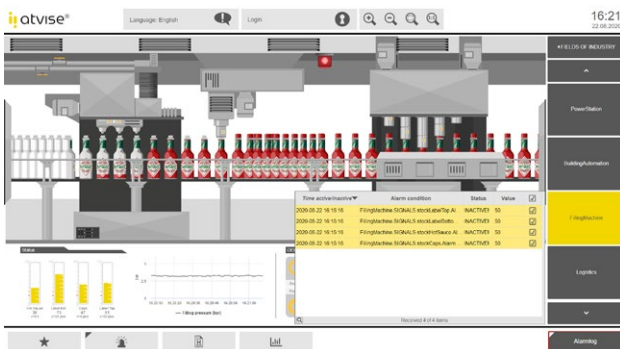 atvise®
Language: English
Login
16:21
22.06.2020
FIELDS OF INDUSTRY
PowerStation
BuildingAutomation
FillingMachine
Logistics
Time active/inactive▼ Alarm condition Status Value
2020-06-22 16:15:16 FillingMachine.SIGNALS.stockLabelTop.Al... INACTIVE 50
2020-06-22 16:15:16 FillingMachine.SIGNALS.stockLabelBotto... INACTIVE 50
2020-06-22 16:15:16 FillingMachine.SIGNALS.stockHotSauce.Al... INACTIVE 50
2020-06-22 16:15:16 FillingMachine.SIGNALS.stockCaps.Alarm... INACTIVE 50
Received 4 of 4 items
Status
Filling pressure (bar)
Alarming